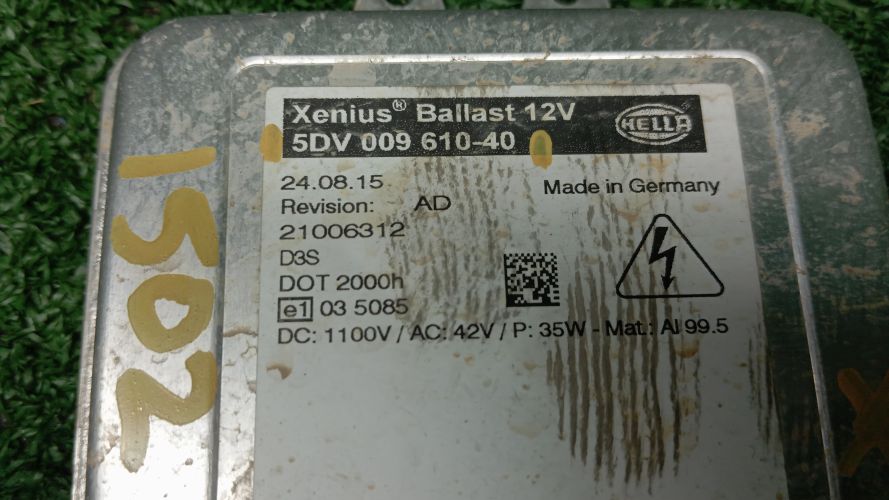 Xenius® Ballast 12V
HELLA
5DV 009 610-40
24.08.15
Made in Germany
Revision: AD
21006312
D3S
DOT 2000h
e1 03 5085
DC: 1100V / AC: 42V / P: 35W - Mat.: Al 99.5
1502